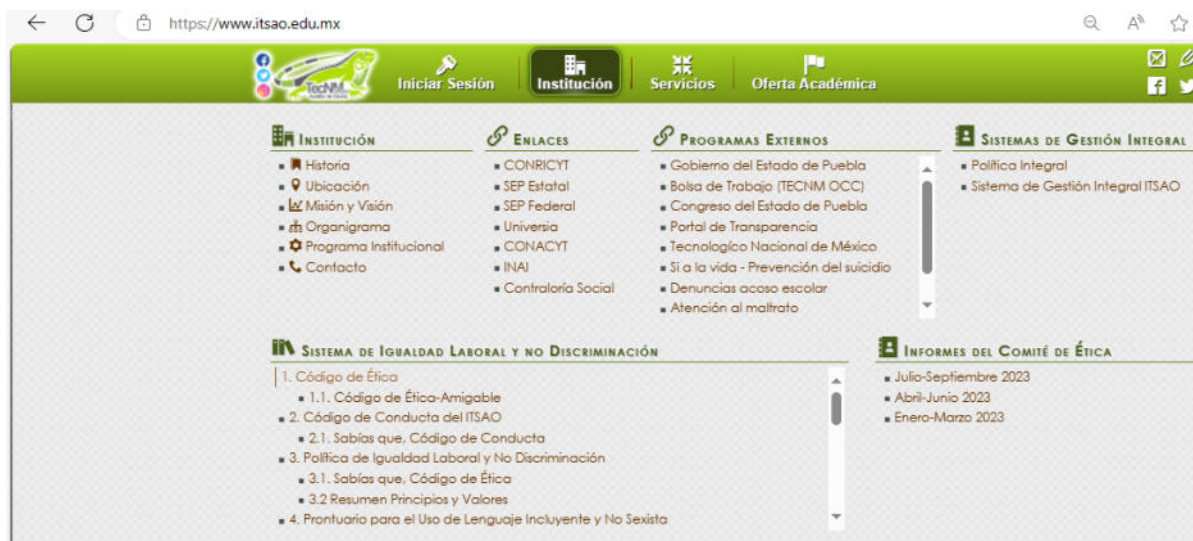 https://www.itsao.edu.mx
TecNM
Iniciar Sesión
Institución
Servicios
Oferta Académica
Institución
Historia
Ubicación
Misión y Visión
Organigrama
Programa Institucional
Contacto
Enlaces
CONRICYT
SEP Estatal
SEP Federal
Universia
CONACYT
INAI
Contraloría Social
Programas Externos
Gobierno del Estado de Puebla
Bolsa de Trabajo (TECNM OCC)
Congreso del Estado de Puebla
Portal de Transparencia
Tecnologíco Nacional de México
Si a la vida - Prevención del suicidio
Denuncias acoso escolar
Atención al maltrato
Sistemas de Gestión Integral
Política Integral
Sistema de Gestión Integral ITSAO
Sistema de Igualdad Laboral y no Discriminación
1. Código de Ética
1.1. Código de Ética-Amigable
2. Código de Conducta del ITSAO
2.1. Sabías que, Código de Conducta
3. Política de Igualdad Laboral y No Discriminación
3.1. Sabías que, Código de Ética
3.2 Resumen Principios y Valores
4. Prontuario para el Uso de Lenguaje Incluyente y No Sexista
Informes del Comité de Ética
Julio-Septiembre 2023
Abril-Junio 2023
Enero-Marzo 2023